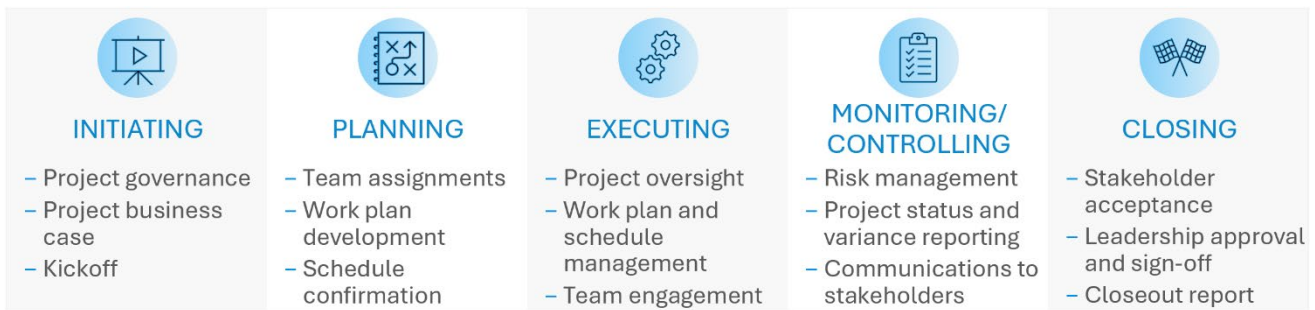 INITIATING
– Project governance
– Project business
case
– Kickoff
PLANNING
– Team assignments
– Work plan
development
– Schedule
confirmation
EXECUTING
– Project oversight
– Work plan and
schedule
management
– Team engagement
MONITORING/
CONTROLLING
– Risk management
– Project status and
variance reporting
– Communications to
stakeholders
CLOSING
– Stakeholder
acceptance
– Leadership approval
and sign-off
– Closeout report